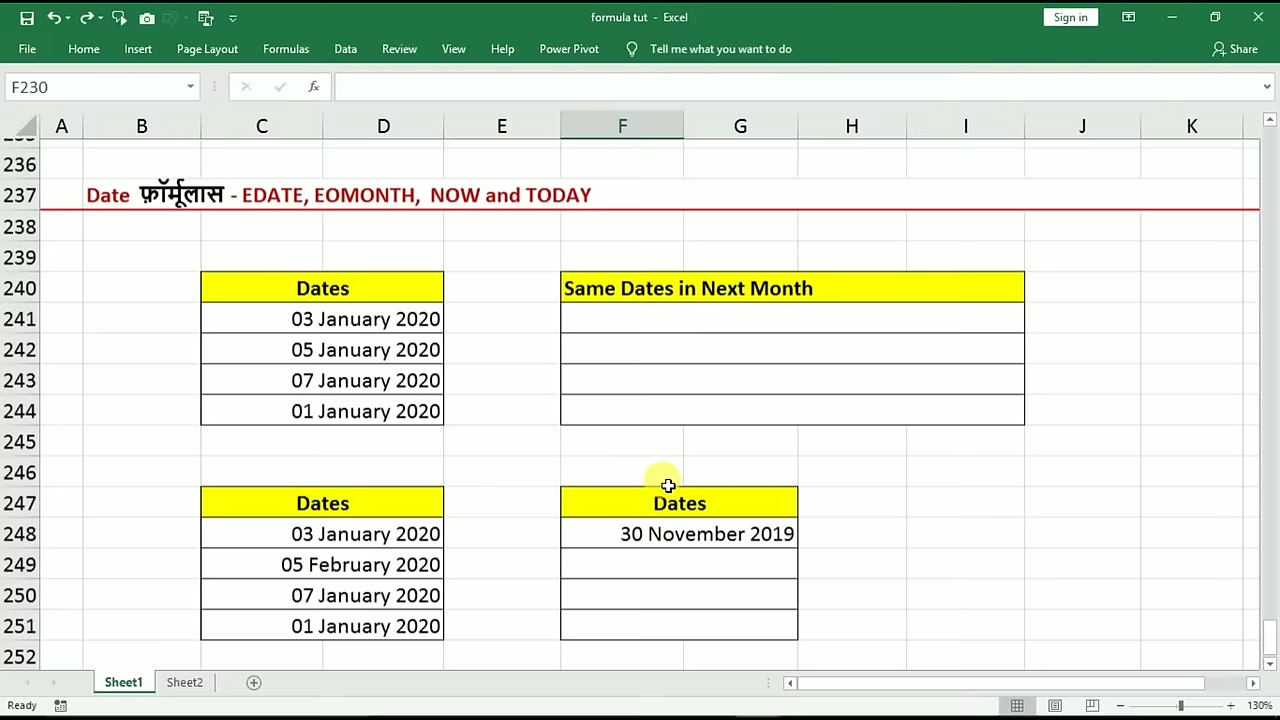 formula tut - Excel
Sign in
File Home Insert Page Layout Formulas Data Review View Help Power Pivot Tell me what you want to do Share
F230 fx
A B C D E F G H I J K
236
237 Date फ़ॉर्मूलास - EDATE, EOMONTH, NOW and TODAY
238
239
240 Dates Same Dates in Next Month
241 03 January 2020
242 05 January 2020
243 07 January 2020
244 01 January 2020
245
246
247 Dates Dates
248 03 January 2020 30 November 2019
249 05 February 2020
250 07 January 2020
251 01 January 2020
252
Sheet1 Sheet2
Ready 130%